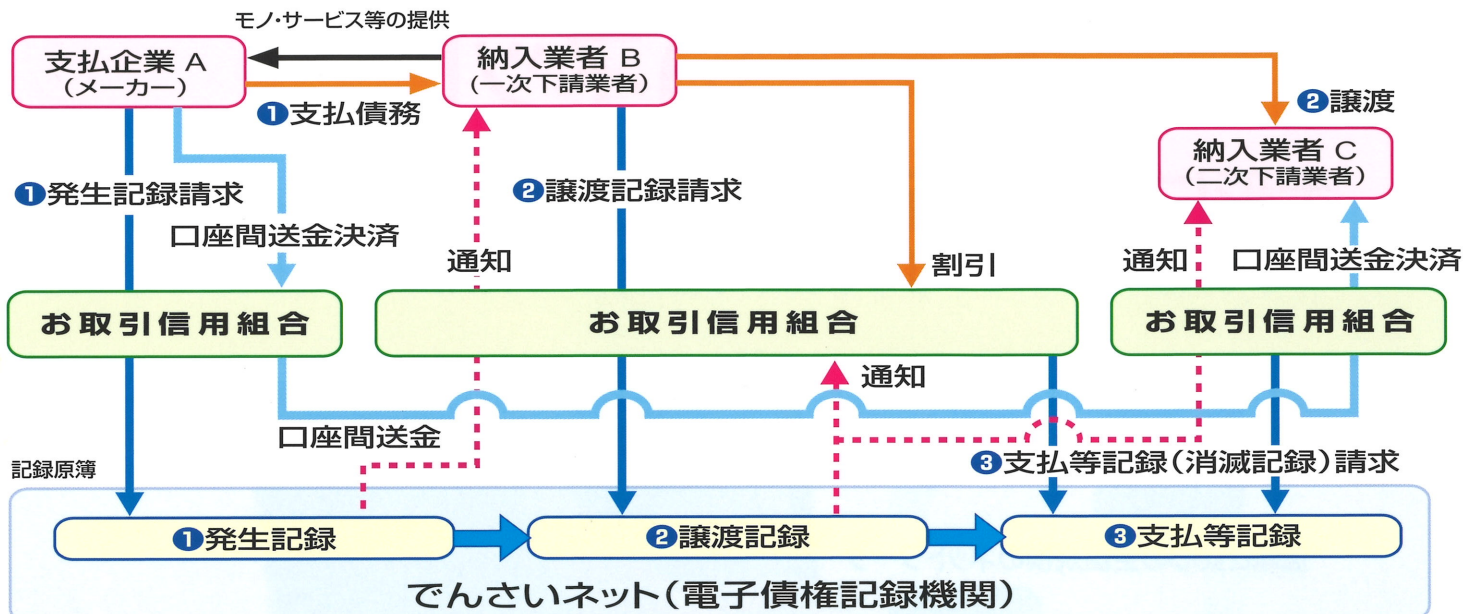 モノ・サービス等の提供
支払企業 A
（メーカー）
納入業者 B
（一次下請業者）
❶支払債務
❷譲渡
納入業者 C
（二次下請業者）
❶発生記録請求
❷譲渡記録請求
口座間送金決済
通知
割引
通知
口座間送金決済
お取引信用組合
お取引信用組合
お取引信用組合
通知
口座間送金
❸支払等記録（消滅記録）請求
記録原簿
❶発生記録
❷譲渡記録
❸支払等記録
でんさいネット（電子債権記録機関）